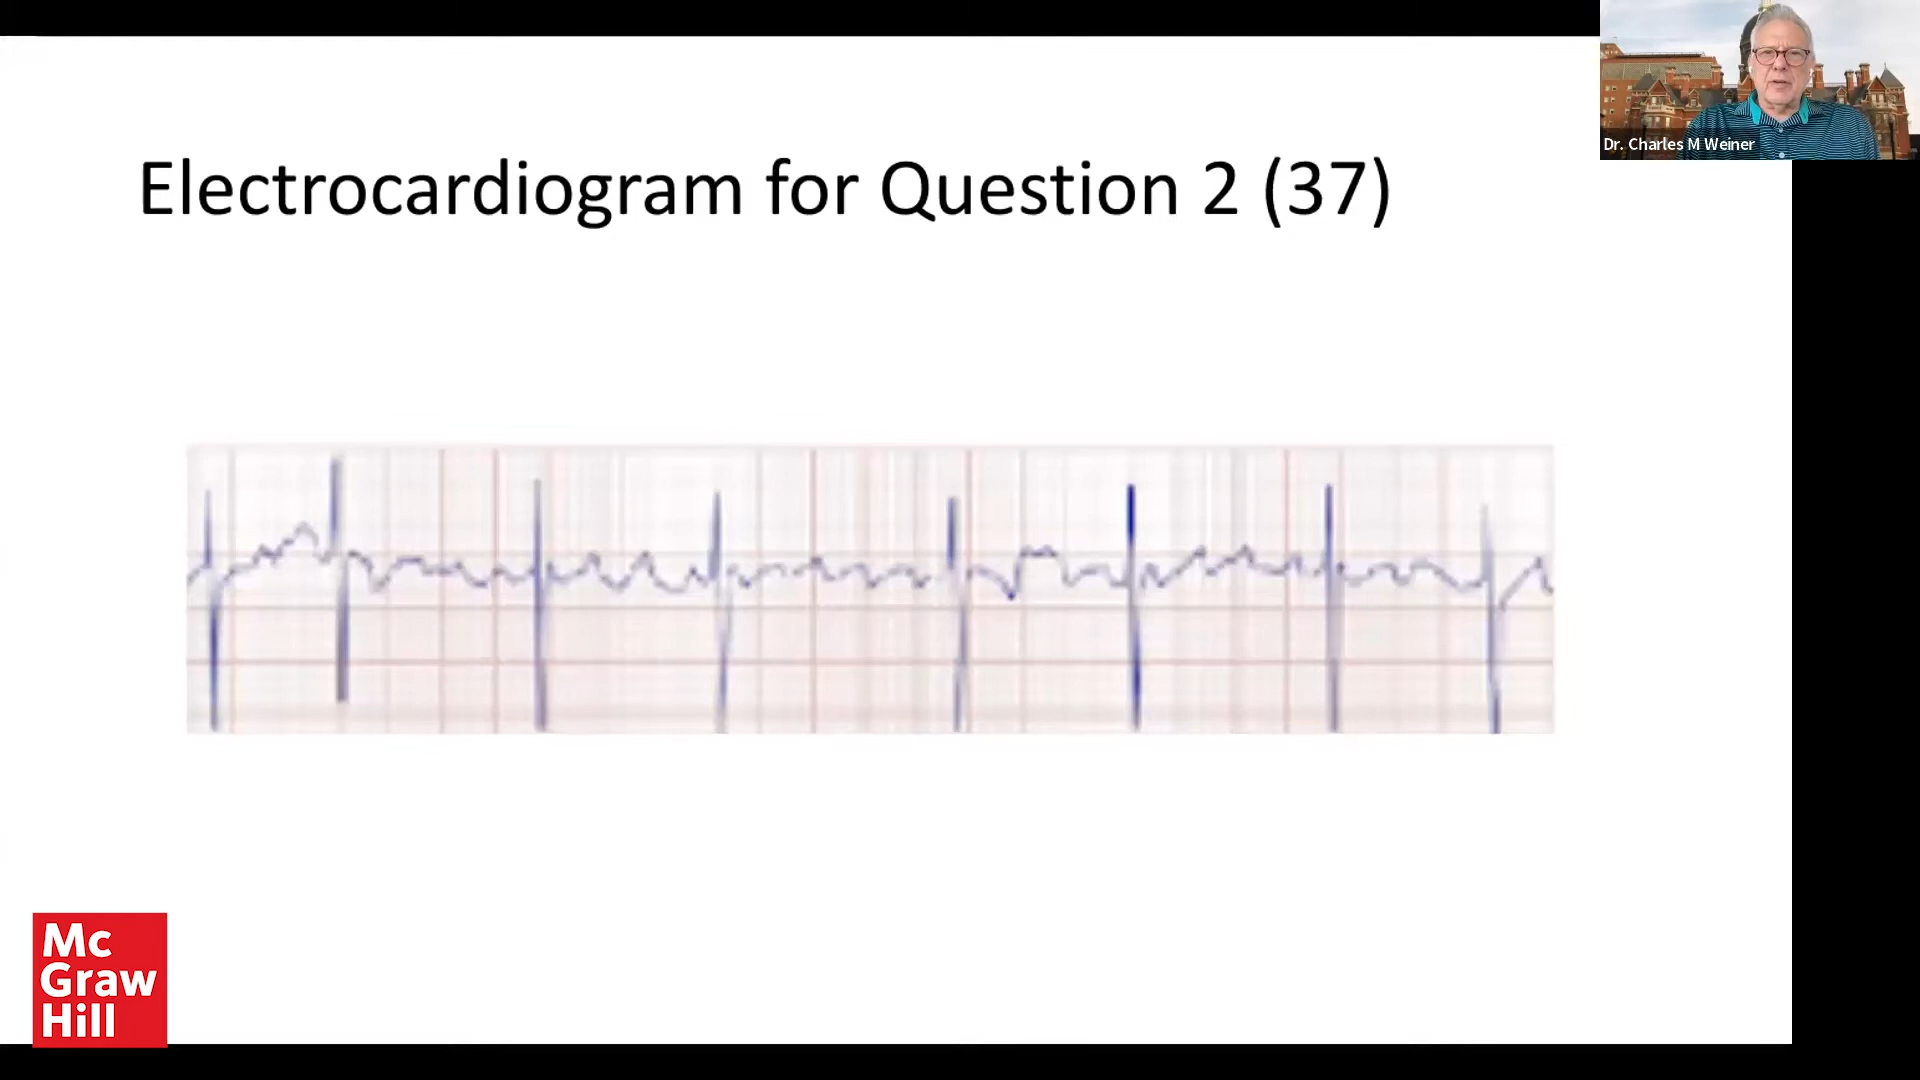 Dr. Charles M Weiner
Electrocardiogram for Question 2 (37)
Mc
Graw
Hill